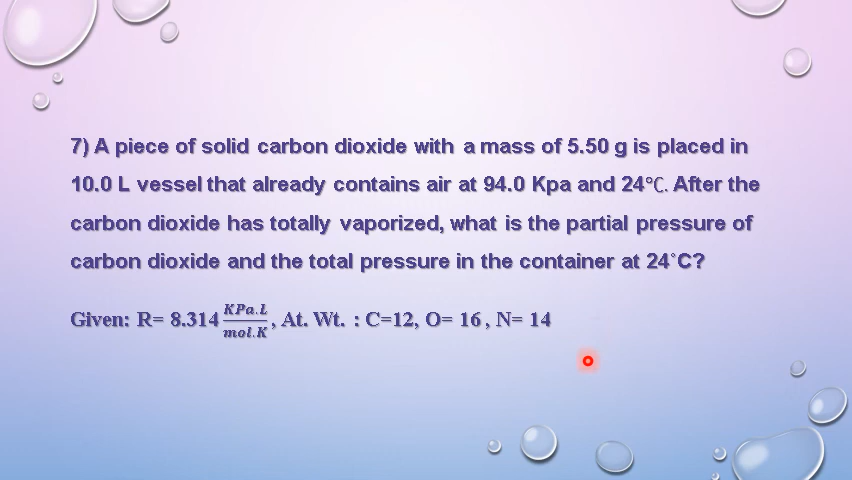 7) A piece of solid carbon dioxide with a mass of 5.50 g is placed in
10.0 L vessel that already contains air at 94.0 Kpa and 24℃. After the
carbon dioxide has totally vaporized, what is the partial pressure of
carbon dioxide and the total pressure in the container at 24˚C?
Given: R= 8.314 KPa.L/mol.K , At. Wt. : C=12, O= 16 , N= 14